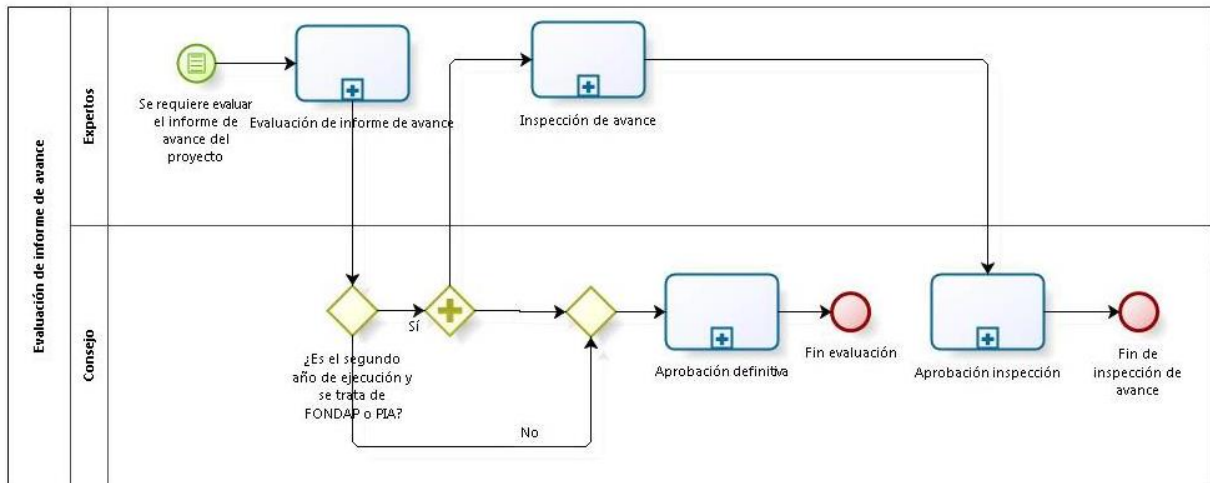 Evaluación de informe de avance
Expertos
Se requiere evaluar
el informe de
avance del
proyecto
Evaluación de informe de avance
Inspección de avance
Consejo
¿Es el segundo
año de ejecución y
se trata de
FONDAP o PIA?
Sí
No
Aprobación definitiva
Fin evaluación
Aprobación inspección
Fin de
inspección de
avance